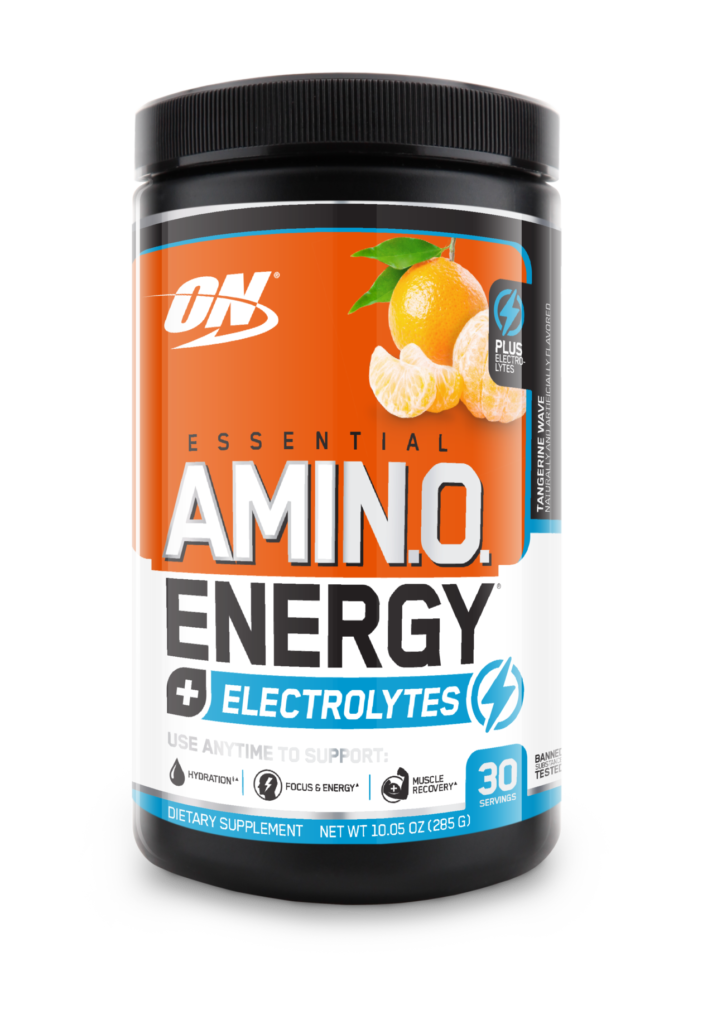 ON®
PLUS
ELECTRO-
LYTES
TANGERINE WAVE
NATURALLY AND ARTIFICIALLY FLAVORED
ESSENTIAL
AMIN.O.
ENERGY®
+ ELECTROLYTES
USE ANYTIME TO SUPPORT:
HYDRATION¹^
FOCUS & ENERGY^
MUSCLE
RECOVERY^
30
SERVINGS
BANNED
TESTED
DIETARY SUPPLEMENT NET WT 10.05 OZ (285 G)